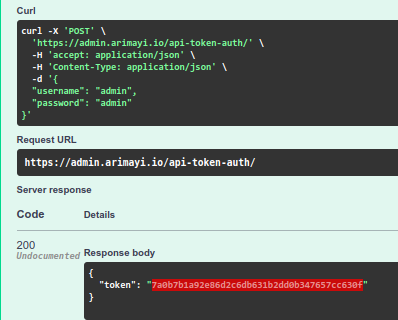 Curl
curl -X 'POST' \
'https://admin.arimayi.io/api-token-auth/' \
-H 'accept: application/json' \
-H 'Content-Type: application/json' \
-d '{
"username": "admin",
"password": "admin"
}'
Request URL
https://admin.arimayi.io/api-token-auth/
Server response
Code Details
200
Undocumented
Response body
{
"token": "7a0b7b1a92e86d2c6db631b2dd0b347657cc630f"
}